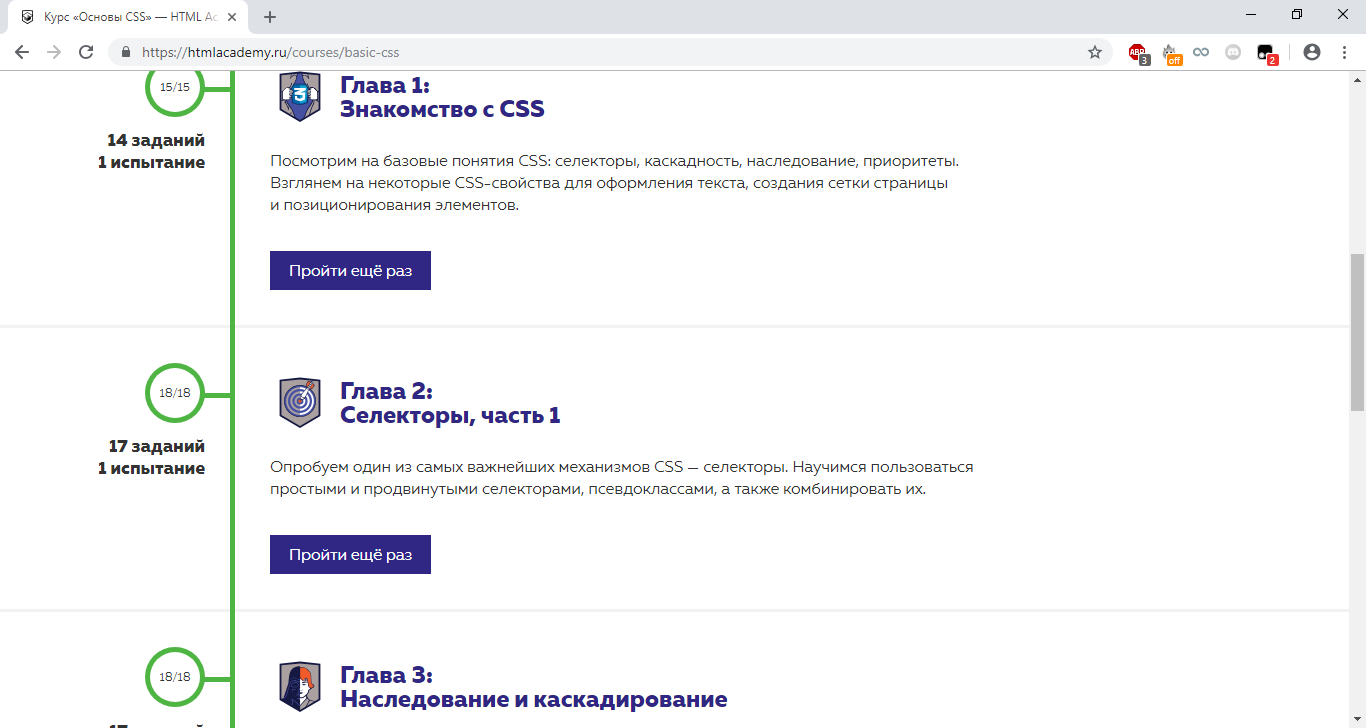 Курс «Основы CSS» — HTML Ac
https://htmlacademy.ru/courses/basic-css
ABP
3
off
2
15/15
Глава 1:
Знакомство с CSS
14 заданий
1 испытание
Посмотрим на базовые понятия CSS: селекторы, каскадность, наследование, приоритеты.
Взглянем на некоторые CSS-свойства для оформления текста, создания сетки страницы
и позиционирования элементов.
Пройти ещё раз
18/18
Глава 2:
Селекторы, часть 1
17 заданий
1 испытание
Опробуем один из самых важнейших механизмов CSS — селекторы. Научимся пользоваться
простыми и продвинутыми селекторами, псевдоклассами, а также комбинировать их.
Пройти ещё раз
18/18
Глава 3:
Наследование и каскадирование